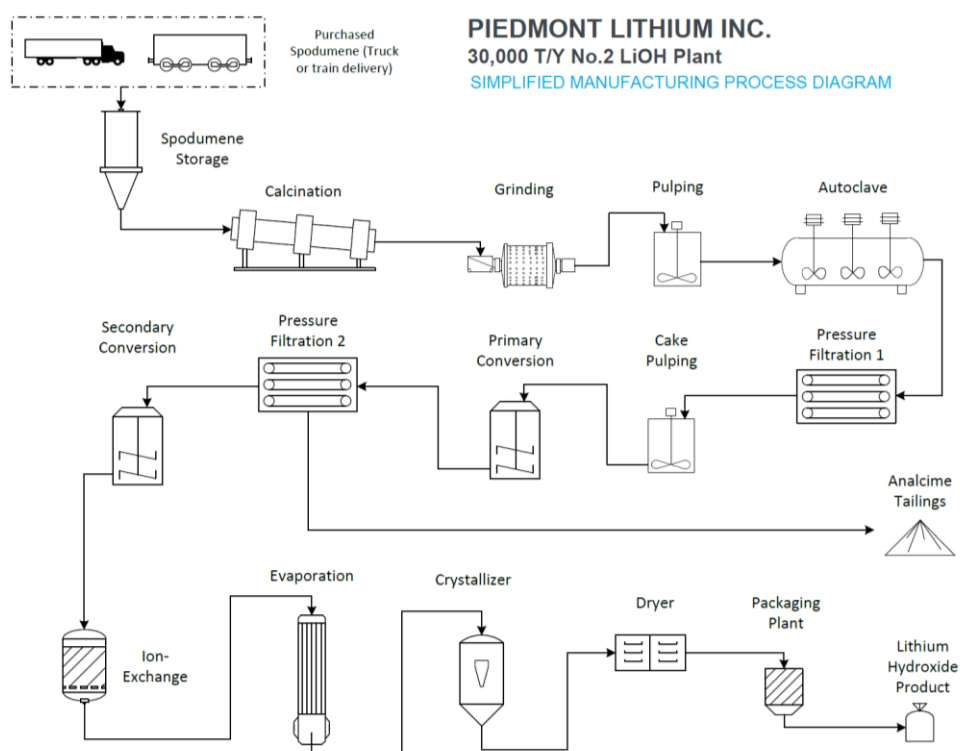 PIEDMONT LITHIUM INC.
30,000 T/Y No.2 LiOH Plant
SIMPLIFIED MANUFACTURING PROCESS DIAGRAM
Purchased
Spodumene (Truck
or train delivery)
Spodumene
Storage
Calcination
Grinding
Pulping
Autoclave
Secondary
Conversion
Pressure
Filtration 2
Primary
Conversion
Cake
Pulping
Pressure
Filtration 1
Analcime
Tailings
Ion-
Exchange
Evaporation
Crystallizer
Dryer
Packaging
Plant
Lithium
Hydroxide
Product